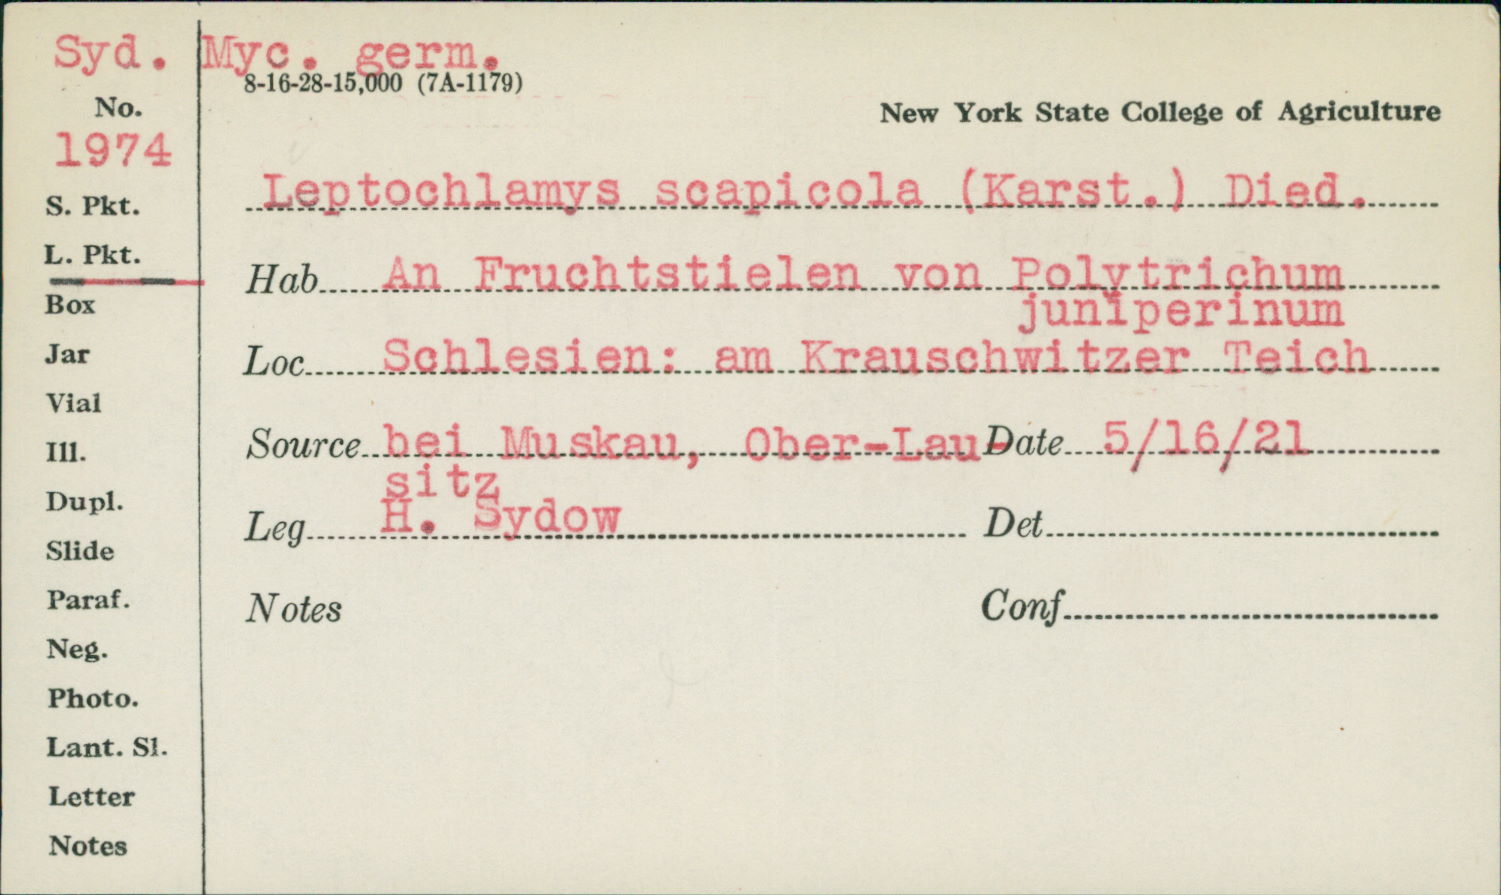 Syd. Myc. germ.
8-16-28-15,000 (7A-1179)
No.
New York State College of Agriculture
1974
Leptochlamys scapicola (Karst.) Died.
S. Pkt.
L. Pkt.
Hab. An Fruchtstielen von Polytrichum
juniperinum
Box
Loc. Schlesien: am Krauschwitzer Teich
Jar
Vial
Source bei Muskau, Ober-Lau- Date 5/16/21
sitz
Ill.
Dupl.
Leg. H. Sydow Det
Slide
Paraf.
Notes Conf
Neg.
Photo.
Lant. Sl.
Letter
Notes